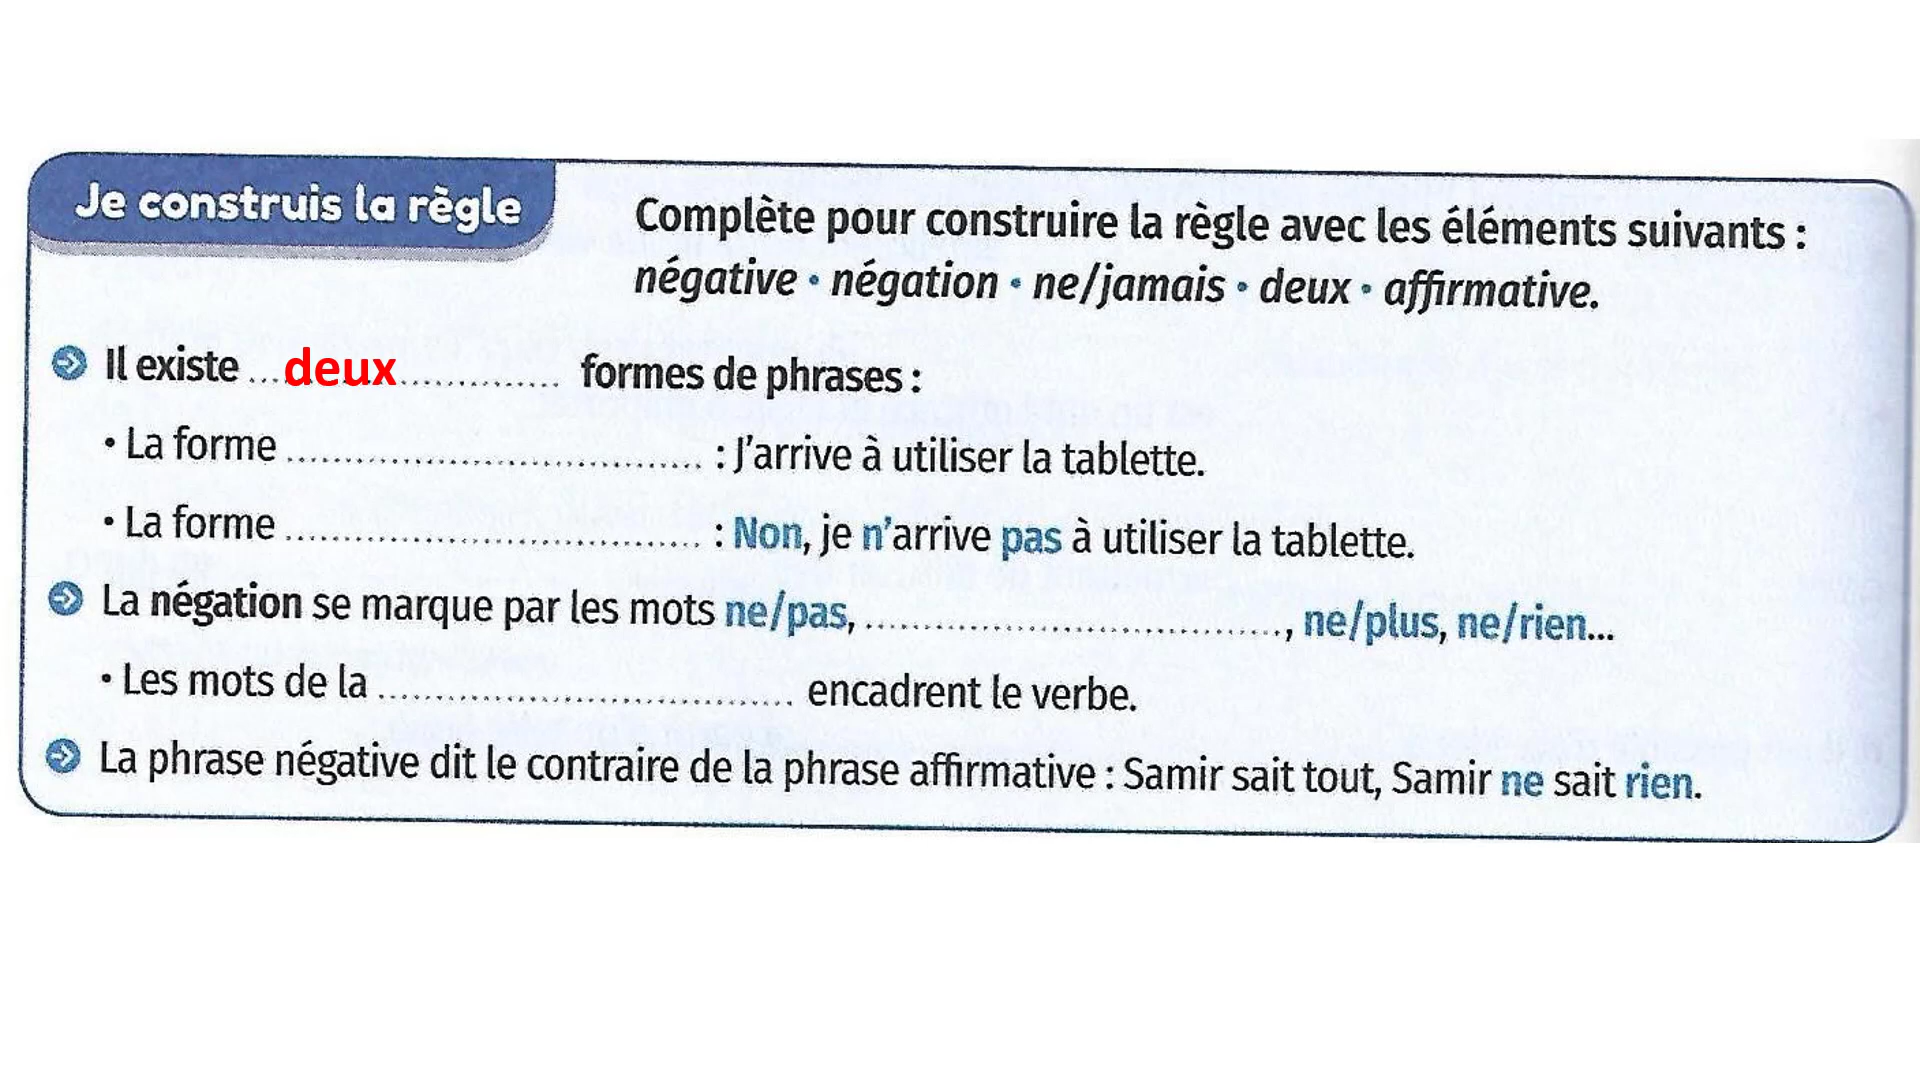 Je construis la règle
Complète pour construire la règle avec les éléments suivants :
négative • négation • ne/jamais • deux • affirmative.
Il existe ...deux.............. formes de phrases :
• La forme ..................................... : J'arrive à utiliser la tablette.
• La forme ..................................... : Non, je n'arrive pas à utiliser la tablette.
La négation se marque par les mots ne/pas, ....................................., ne/plus, ne/rien...
• Les mots de la ..................................... encadrent le verbe.
La phrase négative dit le contraire de la phrase affirmative : Samir sait tout, Samir ne sait rien.